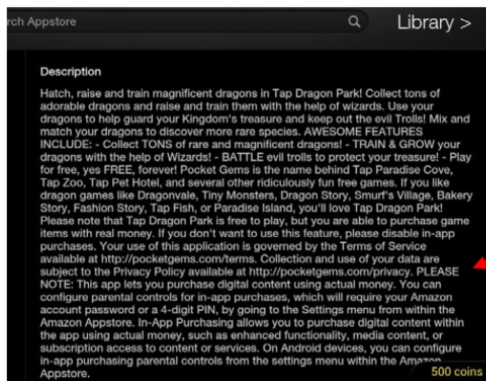 rch Appstore
Library >
Description
Hatch, raise and train magnificent dragons in Tap Dragon Park! Collect tons of
adorable dragons and raise and train them with the help of wizards. Use your
dragons to help guard your Kingdom's treasure and keep out the evil Trolls! Mix and
match your dragons to discover more rare species. AWESOME FEATURES
INCLUDE: - Collect TONS of rare and magnificent dragons! - TRAIN & GROW your
dragons with the help of Wizards! - BATTLE evil trolls to protect your treasure! - Play
for free, yes FREE, forever! Pocket Gems is the name behind Tap Paradise Cove,
Tap Zoo, Tap Pet Hotel, and several other ridiculously fun free games. If you like
dragon games like Dragonvale, Tiny Monsters, Dragon Story, Smurf's Village, Bakery
Story, Fashion Story, Tap Fish, or Paradise Island, you'll love Tap Dragon Park!
Please note that Tap Dragon Park is free to play, but you are able to purchase game
items with real money. If you don't want to use this feature, please disable in-app
purchases. Your use of this application is governed by the Terms of Service
available at http://pocketgems.com/terms. Collection and use of your data are
subject to the Privacy Policy available at http://pocketgems.com/privacy. PLEASE
NOTE: This app lets you purchase digital content using actual money. You can
configure parental controls for in-app purchases, which will require your Amazon
account password or a 4-digit PIN, by going to the Settings menu from within the
Amazon Appstore. In-App Purchasing allows you to purchase digital content within
the app using actual money, such as enhanced functionality, media content, or
subscription access to content or services. On Android devices, you can configure
in-app purchasing parental controls from the settings menu within the Amazon
Appstore.
500 coins